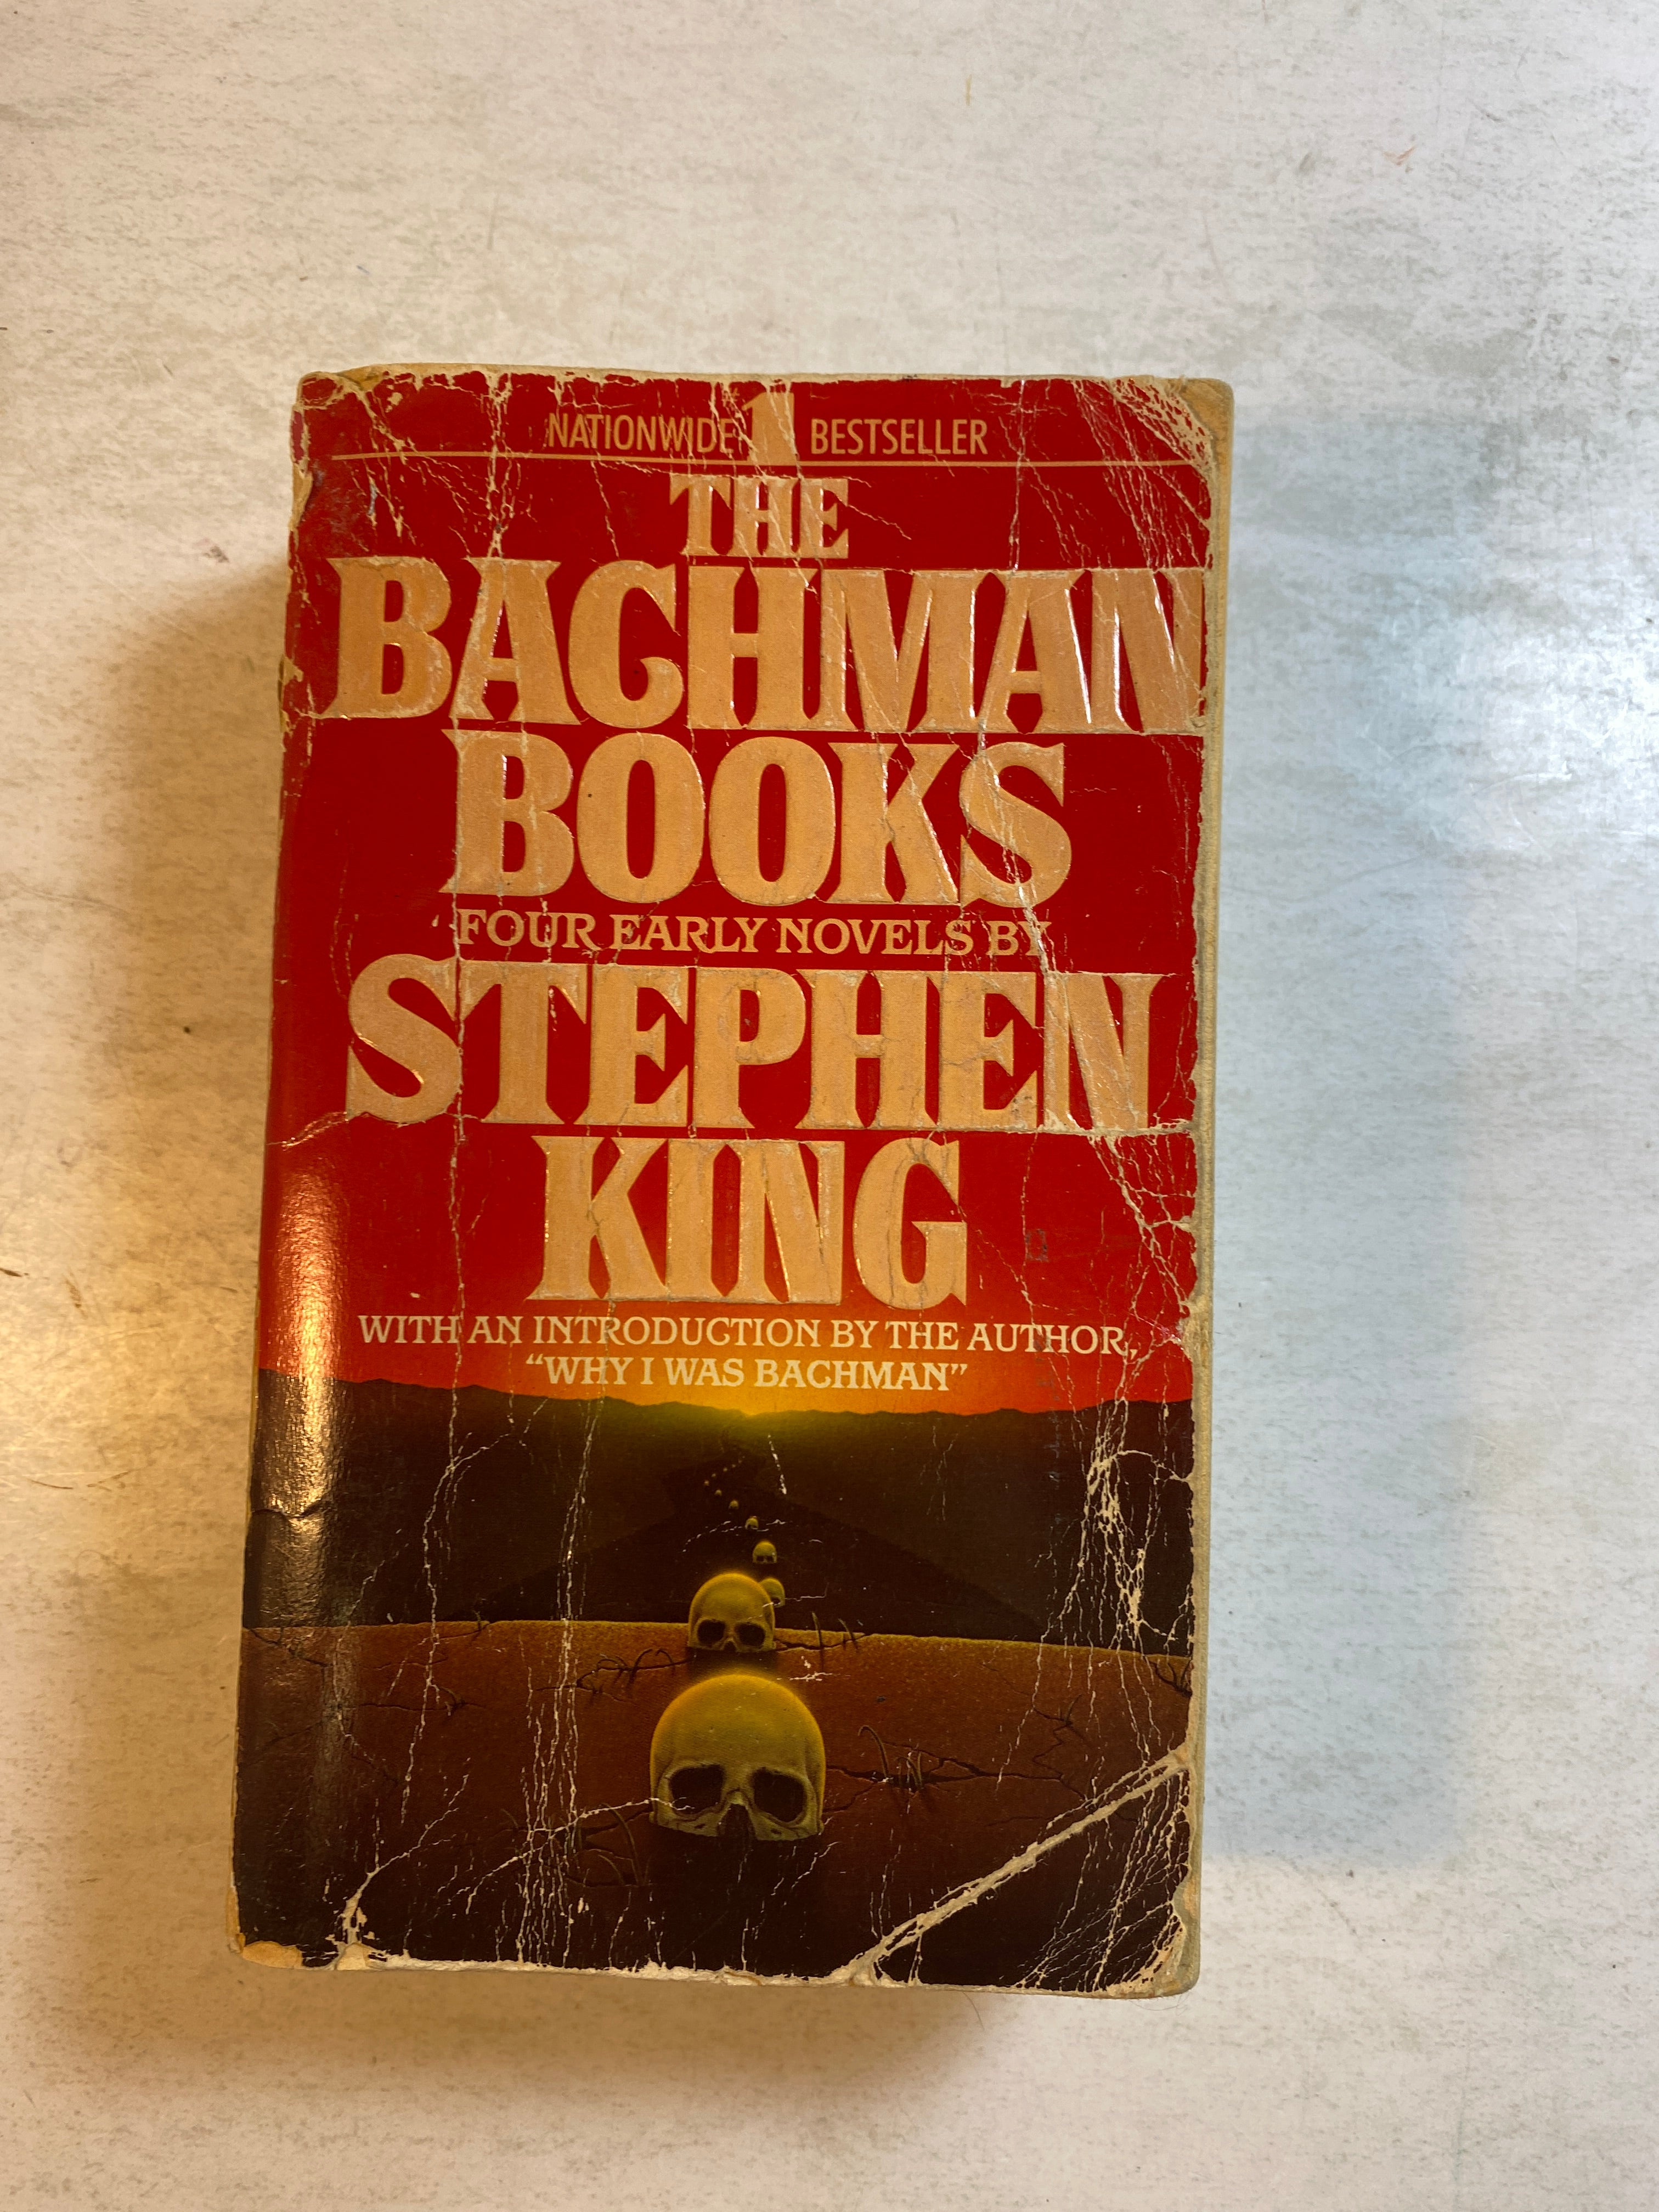 NATIONWIDE 1 BESTSELLER
THE
BACHMAN
BOOKS
FOUR EARLY NOVELS BY
STEPHEN
KING
WITH AN INTRODUCTION BY THE AUTHOR,
“WHY I WAS BACHMAN”